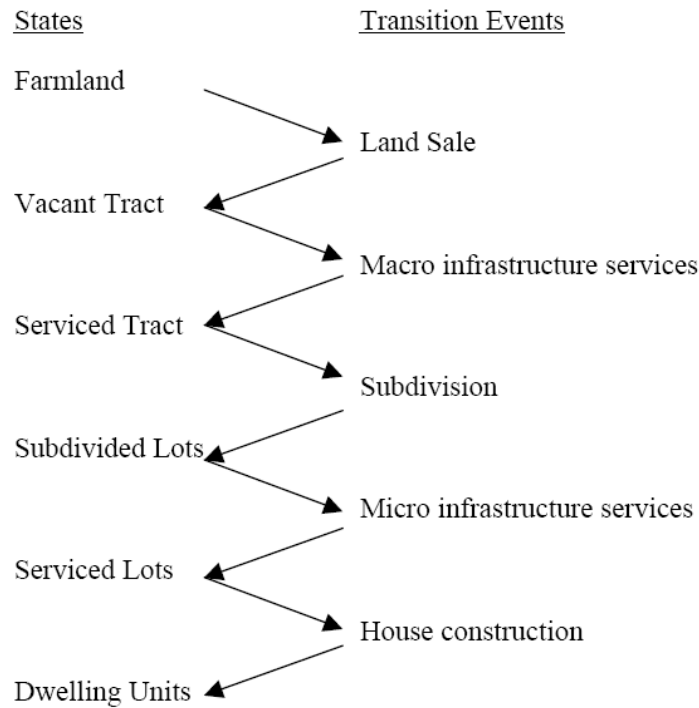 States
Transition Events
Farmland
Land Sale
Vacant Tract
Macro infrastructure services
Serviced Tract
Subdivision
Subdivided Lots
Micro infrastructure services
Serviced Lots
House construction
Dwelling Units